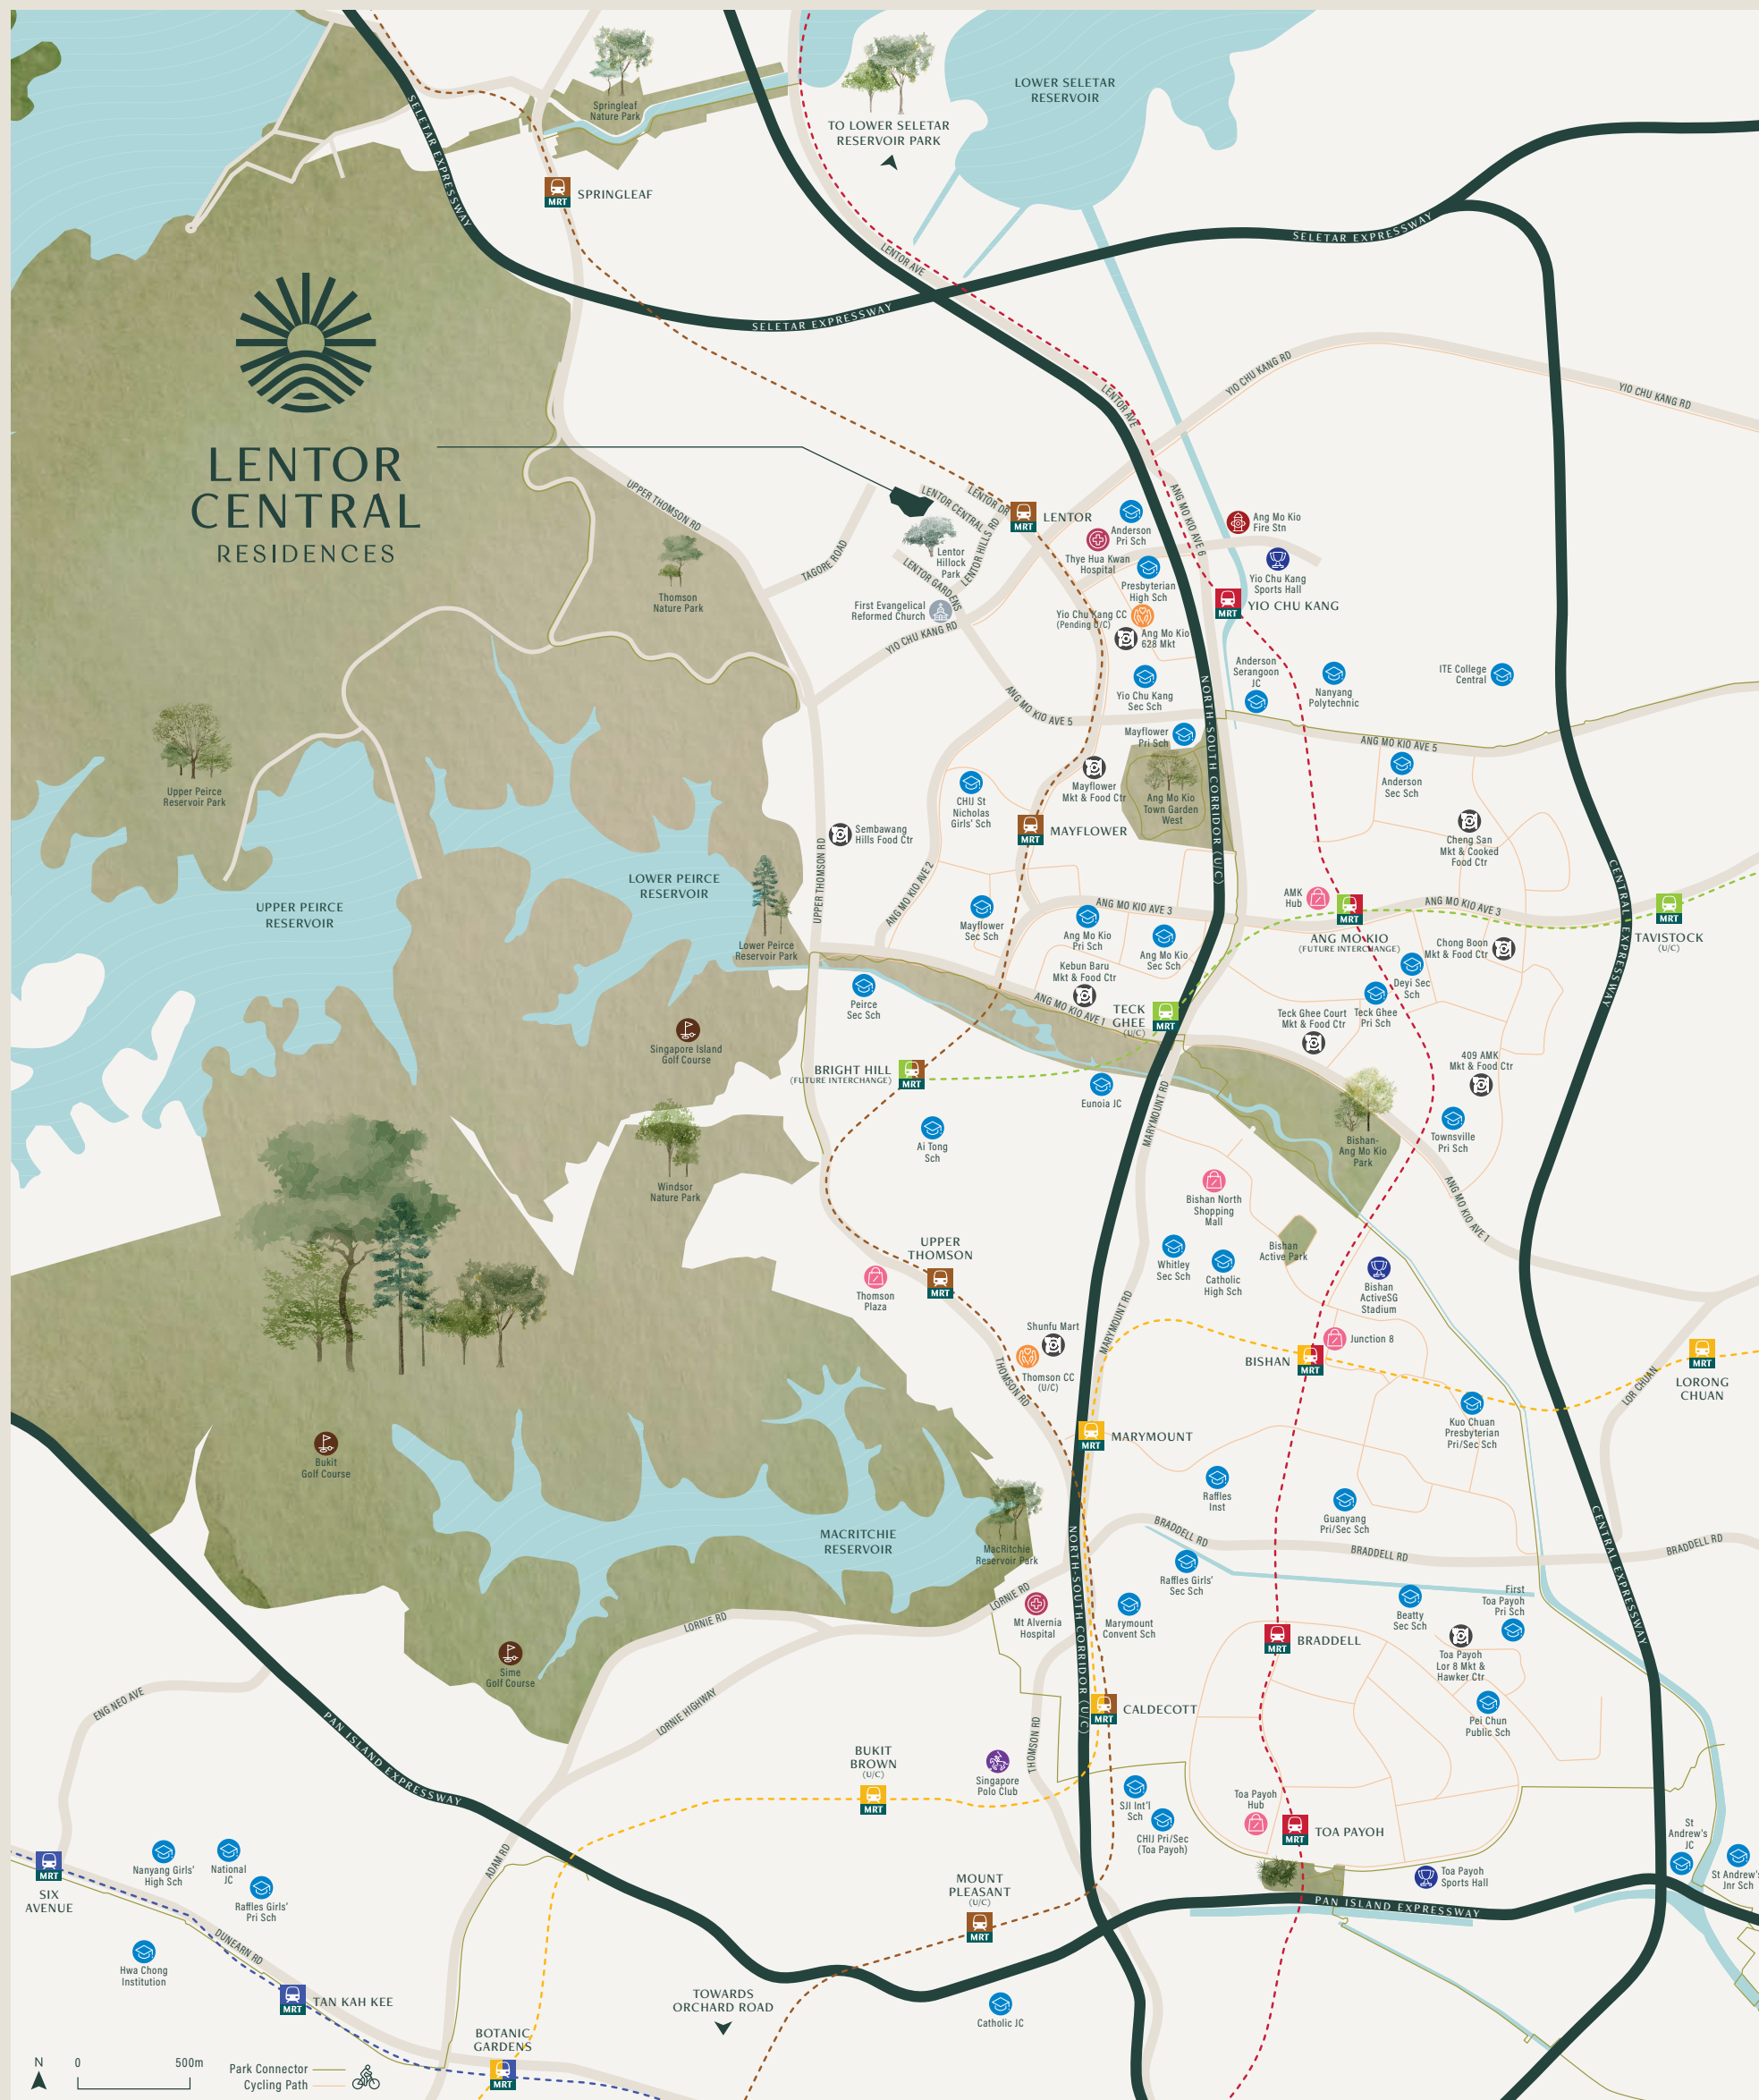 Springleaf
Nature Park
TO LOWER SELETAR
RESERVOIR PARK
LOWER SELETAR
RESERVOIR
SELETAR EXPRESSWAY
MRT
SPRINGLEAF
LENTOR AVE
SELETAR EXPRESSWAY
SELETAR EXPRESSWAY
LENTOR
CENTRAL
RESIDENCES
YIO CHU KANG RD
YIO CHU KANG RD
LENTOR AVE
UPPER THOMSON RD
LENTOR CENTRAL
LENTOR DR
MRT
LENTOR
LENTOR HILLS RD
Lentor
Hillock
Park
LENTOR GARDENS
TAGORE ROAD
Thomson
Nature Park
First Evangelical
Reformed Church
YIO CHU KANG RD
Anderson
Pri Sch
Thye Hua Kwan
Hospital
Presbyterian
High Sch
ANG MO KIO AVE 6
Ang Mo Kio
Fire Stn
Yio Chu Kang
Sports Hall
MRT
YIO CHU KANG
Yio Chu Kang CC
(Pending U/C)
Ang Mo Kio
628 Mkt
Yio Chu Kang
Sec Sch
Anderson
Serangoon
JC
Nanyang
Polytechnic
ITE College
Central
ANG MO KIO AVE 5
NORTH-SOUTH CORRIDOR (U/C)
Mayflower
Pri Sch
ANG MO KIO AVE 5
Anderson
Sec Sch
Upper Peirce
Reservoir Park
CHIJ St
Nicholas
Girls' Sch
Mayflower
Mkt & Food Ctr
Ang Mo Kio
Town Garden
West
Sembawang
Hills Food Ctr
MRT
MAYFLOWER
Cheng San
Mkt & Cooked
Food Ctr
UPPER PEIRCE
RESERVOIR
LOWER PEIRCE
RESERVOIR
UPPER THOMSON RD
ANG MO KIO AVE 2
Lower Peirce
Reservoir Park
Mayflower
Sec Sch
ANG MO KIO AVE 3
Ang Mo Kio
Pri Sch
Ang Mo Kio
Sec Sch
AMK
Hub
MRT
ANG MO KIO
(FUTURE INTERCHANGE)
ANG MO KIO AVE 3
CENTRAL EXPRESSWAY
MRT
TAVISTOCK
(U/C)
Chong Boon
Mkt & Food Ctr
Deyi Sec
Sch
Kebun Baru
Mkt & Food Ctr
Peirce
Sec Sch
ANG MO KIO AVE 1
TECK
GHEE
(U/C)
MRT
Teck Ghee Court
Mkt & Food Ctr
Teck Ghee
Pri Sch
Singapore Island
Golf Course
BRIGHT HILL
(FUTURE INTERCHANGE)
MRT
Eunoia JC
409 AMK
Mkt & Food Ctr
Ai Tong
Sch
MARYMOUNT RD
Bishan-
Ang Mo Kio
Park
Townsville
Pri Sch
Windsor
Nature Park
Bishan North
Shopping
Mall
ANG MO KIO AVE 1
UPPER
THOMSON
MRT
Thomson
Plaza
Whitley
Sec Sch
Catholic
High Sch
Bishan
Active Park
Bishan
ActiveSG
Stadium
Shunfu Mart
Thomson CC
(U/C)
THOMSON RD
MARYMOUNT RD
BISHAN
MRT
Junction 8
MRT
LORONG
CHUAN
LOR CHUAN
Kuo Chuan
Presbyterian
Pri/Sec Sch
MRT
MARYMOUNT
Bukit
Golf Course
Raffles
Inst
Guanyang
Pri/Sec Sch
MACRITCHIE
RESERVOIR
MacRitchie
Reservoir Park
BRADDELL RD
BRADDELL RD
BRADDELL RD
CENTRAL EXPRESSWAY
NORTH-SOUTH CORRIDOR (U/C)
Raffles Girls'
Sec Sch
LORNIE RD
LORNIE RD
Mt Alvernia
Hospital
Marymount
Convent Sch
Beatty
Sec Sch
First
Toa Payoh
Pri Sch
MRT
BRADDELL
Toa Payoh
Lor 8 Mkt &
Hawker Ctr
Sime
Golf Course
ENG NEO AVE
LORNIE HIGHWAY
PAN ISLAND EXPRESSWAY
THOMSON RD
MRT
CALDECOTT
Pei Chun
Public Sch
BUKIT
BROWN
(U/C)
MRT
Singapore
Polo Club
SJI Int'l
Sch
CHIJ Pri/Sec
(Toa Payoh)
Toa Payoh
Hub
MRT
TOA PAYOH
St
Andrew's
JC
St Andrew's
Jnr Sch
Toa Payoh
Sports Hall
PAN ISLAND EXPRESSWAY
MRT
SIX
AVENUE
Nanyang Girls'
High Sch
National
JC
Raffles Girls'
Pri Sch
ADAM RD
DUNEARN RD
Hwa Chong
Institution
MRT
TAN KAH KEE
MOUNT
PLEASANT
(U/C)
MRT
TOWARDS
ORCHARD ROAD
Catholic JC
BOTANIC
GARDENS
MRT
N
0
500m
Park Connector
Cycling Path